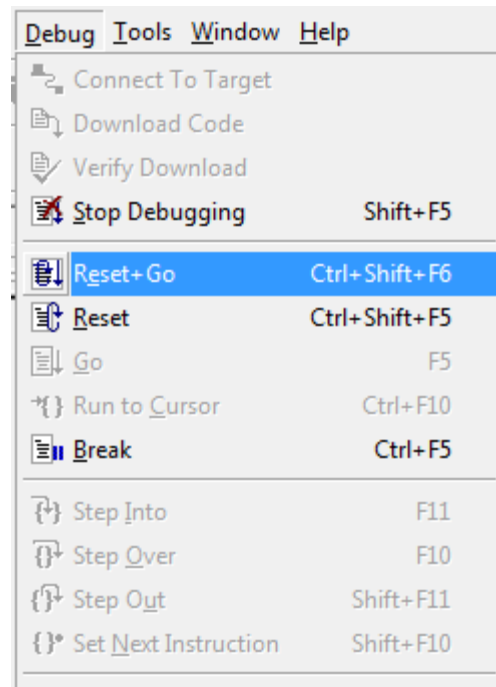 Debug Tools Window Help
Connect To Target
Download Code
Verify Download
Stop Debugging Shift+F5
Reset+Go Ctrl+Shift+F6
Reset Ctrl+Shift+F5
Go F5
Run to Cursor Ctrl+F10
Break Ctrl+F5
Step Into F11
Step Over F10
Step Out Shift+F11
Set Next Instruction Shift+F10